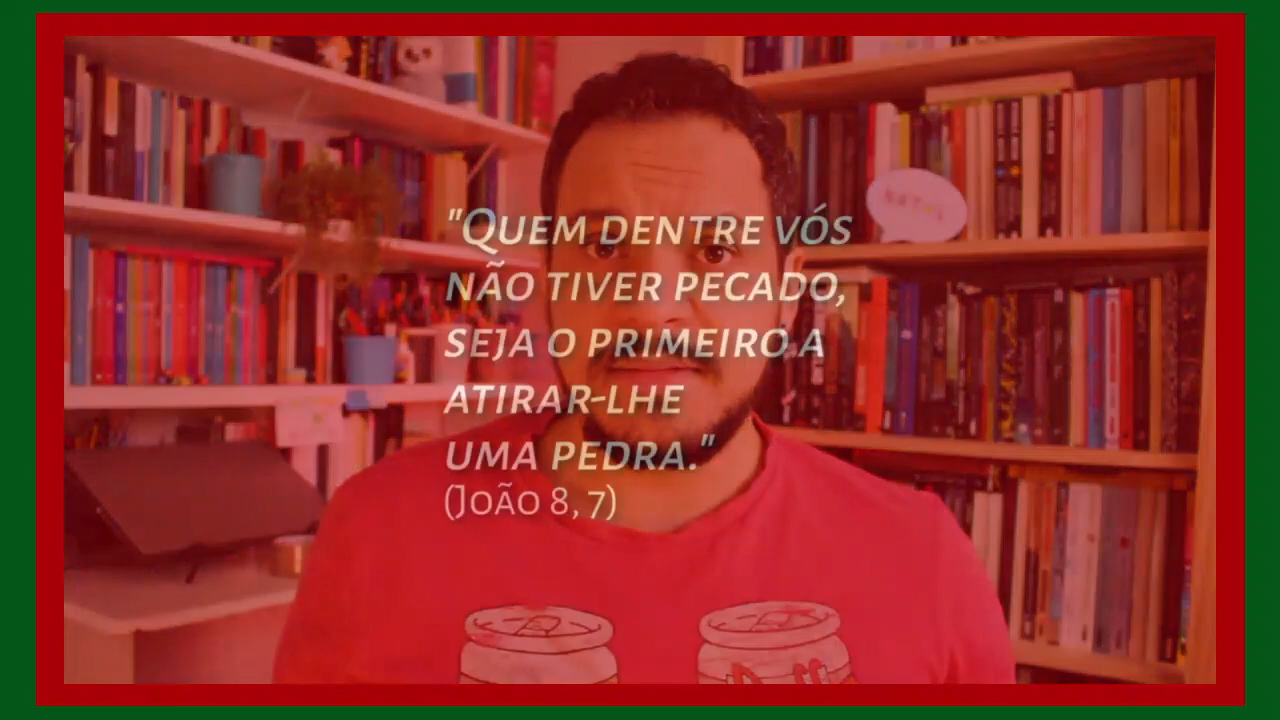 "QUEM DENTRE VÓS
NÃO TIVER PECADO,
SEJA O PRIMEIRO A
ATIRAR-LHE
UMA PEDRA."
(JOÃO 8, 7)